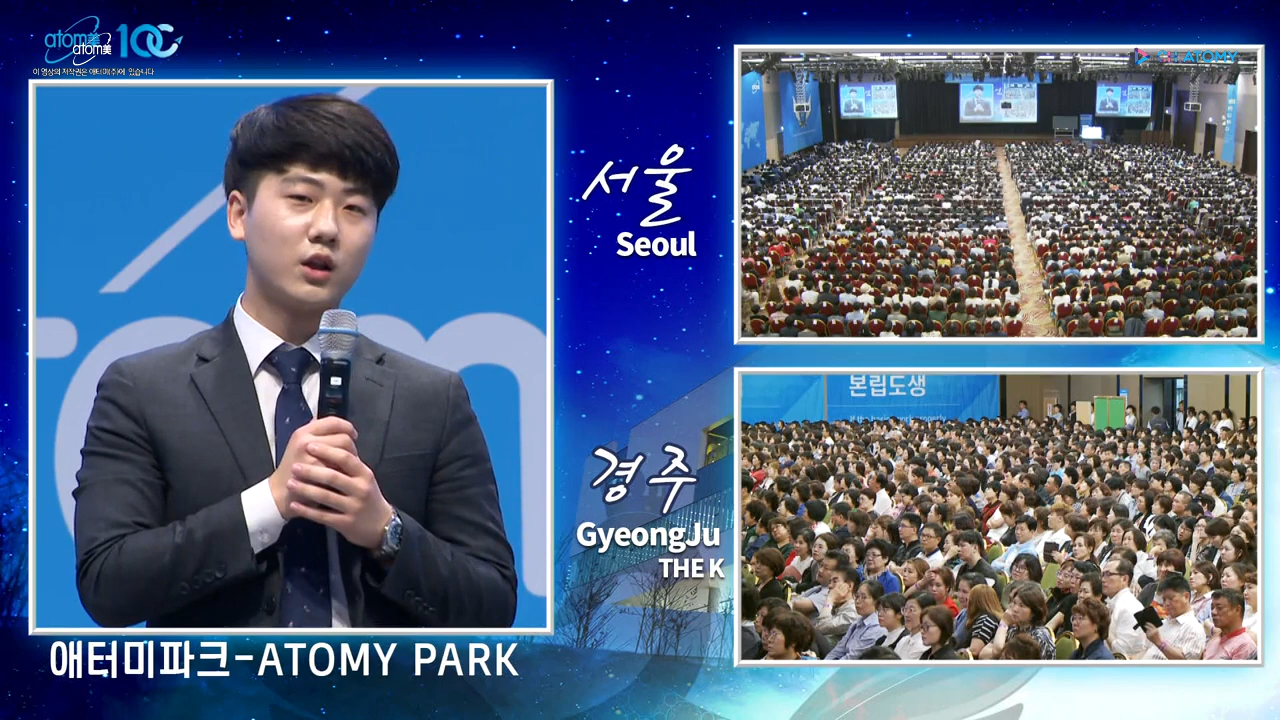 atom美
atom美
100
이 영상의 저작권은 애터미(주)에 있습니다
ATOMY
서울
Seoul
본립도생
경주
GyeongJu
THE K
애터미파크-ATOMY PARK